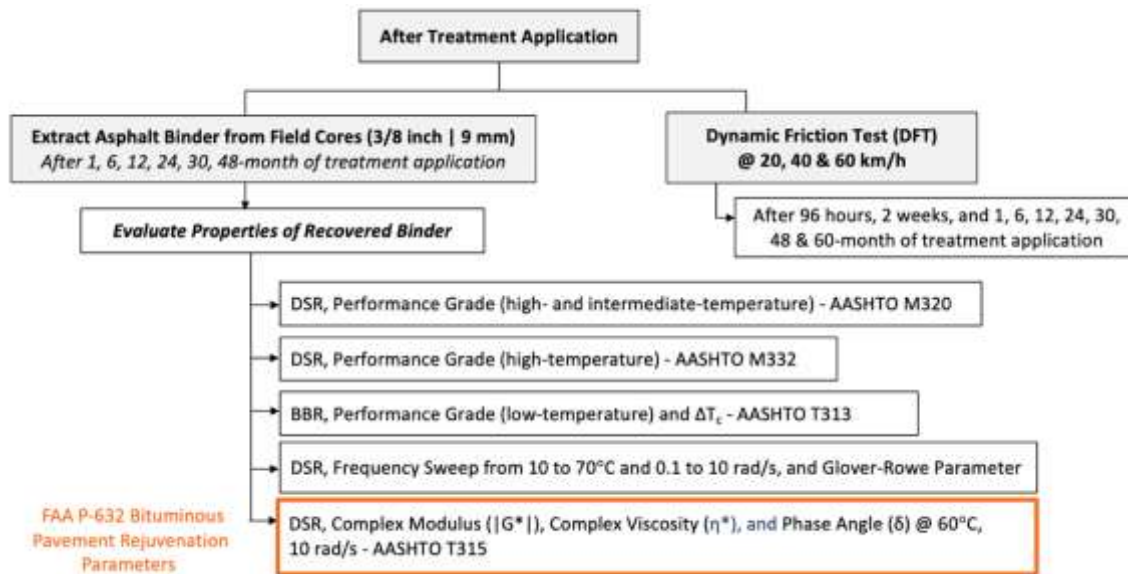 After Treatment Application
Extract Asphalt Binder from Field Cores (3/8 inch | 9 mm)
After 1, 6, 12, 24, 30, 48-month of treatment application
Dynamic Friction Test (DFT)
@ 20, 40 & 60 km/h
Evaluate Properties of Recovered Binder
After 96 hours, 2 weeks, and 1, 6, 12, 24, 30,
48 & 60-month of treatment application
DSR, Performance Grade (high- and intermediate-temperature) - AASHTO M320
DSR, Performance Grade (high-temperature) - AASHTO M332
BBR, Performance Grade (low-temperature) and ΔTc - AASHTO T313
DSR, Frequency Sweep from 10 to 70°C and 0.1 to 10 rad/s, and Glover-Rowe Parameter
FAA P-632 Bituminous
Pavement Rejuvenation
Parameters
DSR, Complex Modulus (|G*|), Complex Viscosity (η*), and Phase Angle (δ) @ 60°C,
10 rad/s - AASHTO T315